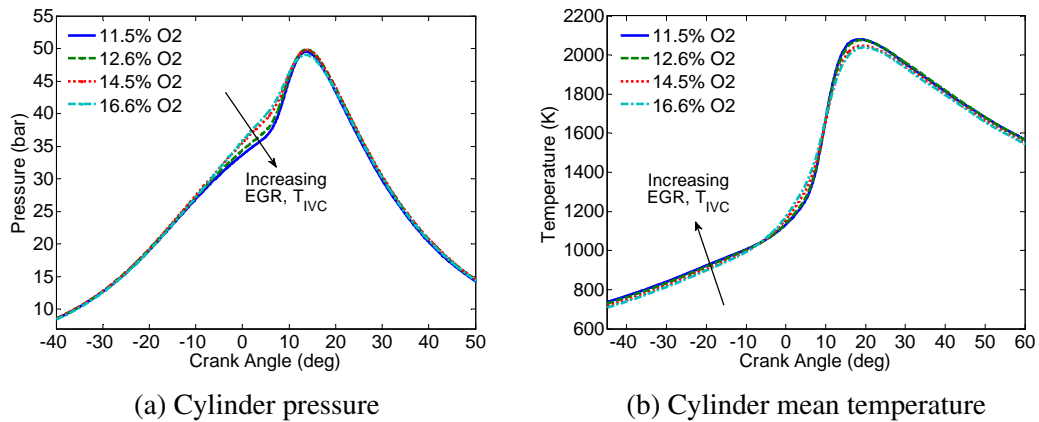 55
50
45
40
35
30
25
20
15
10
Pressure (bar)
11.5% O2
12.6% O2
14.5% O2
16.6% O2
Increasing
EGR, T_IVC
-40 -30 -20 -10 0 10 20 30 40 50
Crank Angle (deg)
(a) Cylinder pressure
2200
2000
1800
1600
1400
1200
1000
800
600
Temperature (K)
11.5% O2
12.6% O2
14.5% O2
16.6% O2
Increasing
EGR, T_IVC
-40 -30 -20 -10 0 10 20 30 40 50 60
Crank Angle (deg)
(b) Cylinder mean temperature